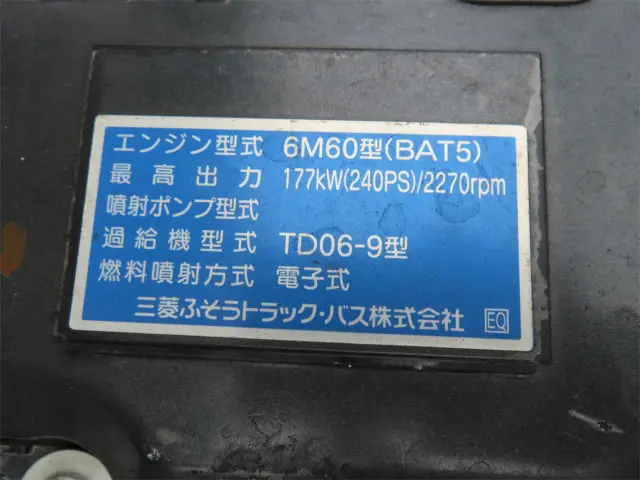 エンジン型式 6M60型(BAT5)
最高出力 177kW(240PS)/2270rpm
噴射ポンプ型式
過給機型式 TD06-9型
燃料噴射方式 電子式
三菱ふそうトラック・バス株式会社 EQ